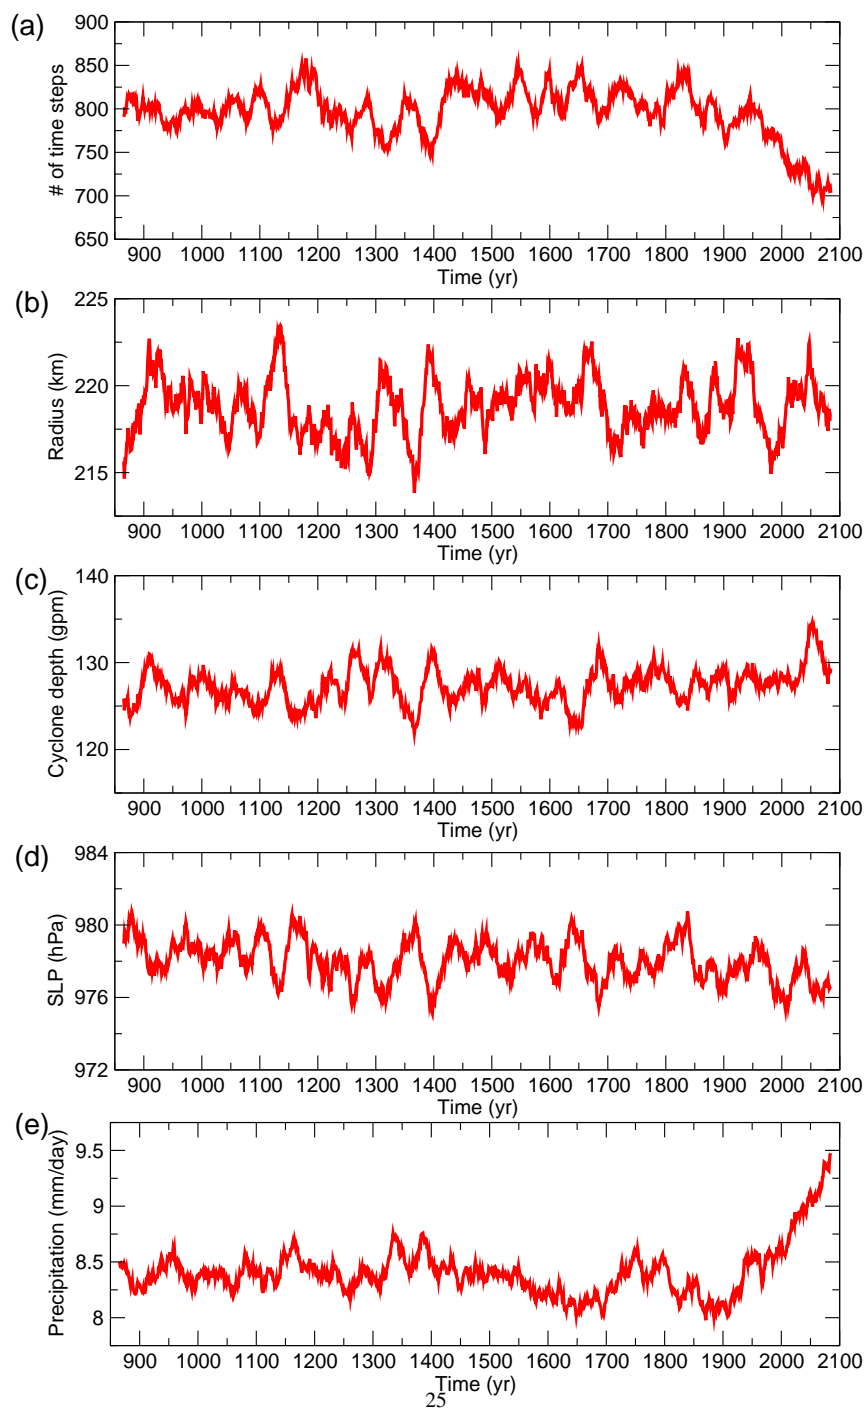 (a)
900
850
800
750
700
650
# of time steps
900 1000 1100 1200 1300 1400 1500 1600 1700 1800 1900 2000 2100
Time (yr)
(b)
225
220
215
Radius (km)
900 1000 1100 1200 1300 1400 1500 1600 1700 1800 1900 2000 2100
Time (yr)
(c)
140
130
120
Cyclone depth (gpm)
900 1000 1100 1200 1300 1400 1500 1600 1700 1800 1900 2000 2100
Time (yr)
(d)
984
980
976
972
SLP (hPa)
900 1000 1100 1200 1300 1400 1500 1600 1700 1800 1900 2000 2100
Time (yr)
(e)
9.5
9
8.5
8
Precipitation (mm/day)
900 1000 1100 1200 1300 1400 1500 1600 1700 1800 1900 2000 2100
Time (yr)
25